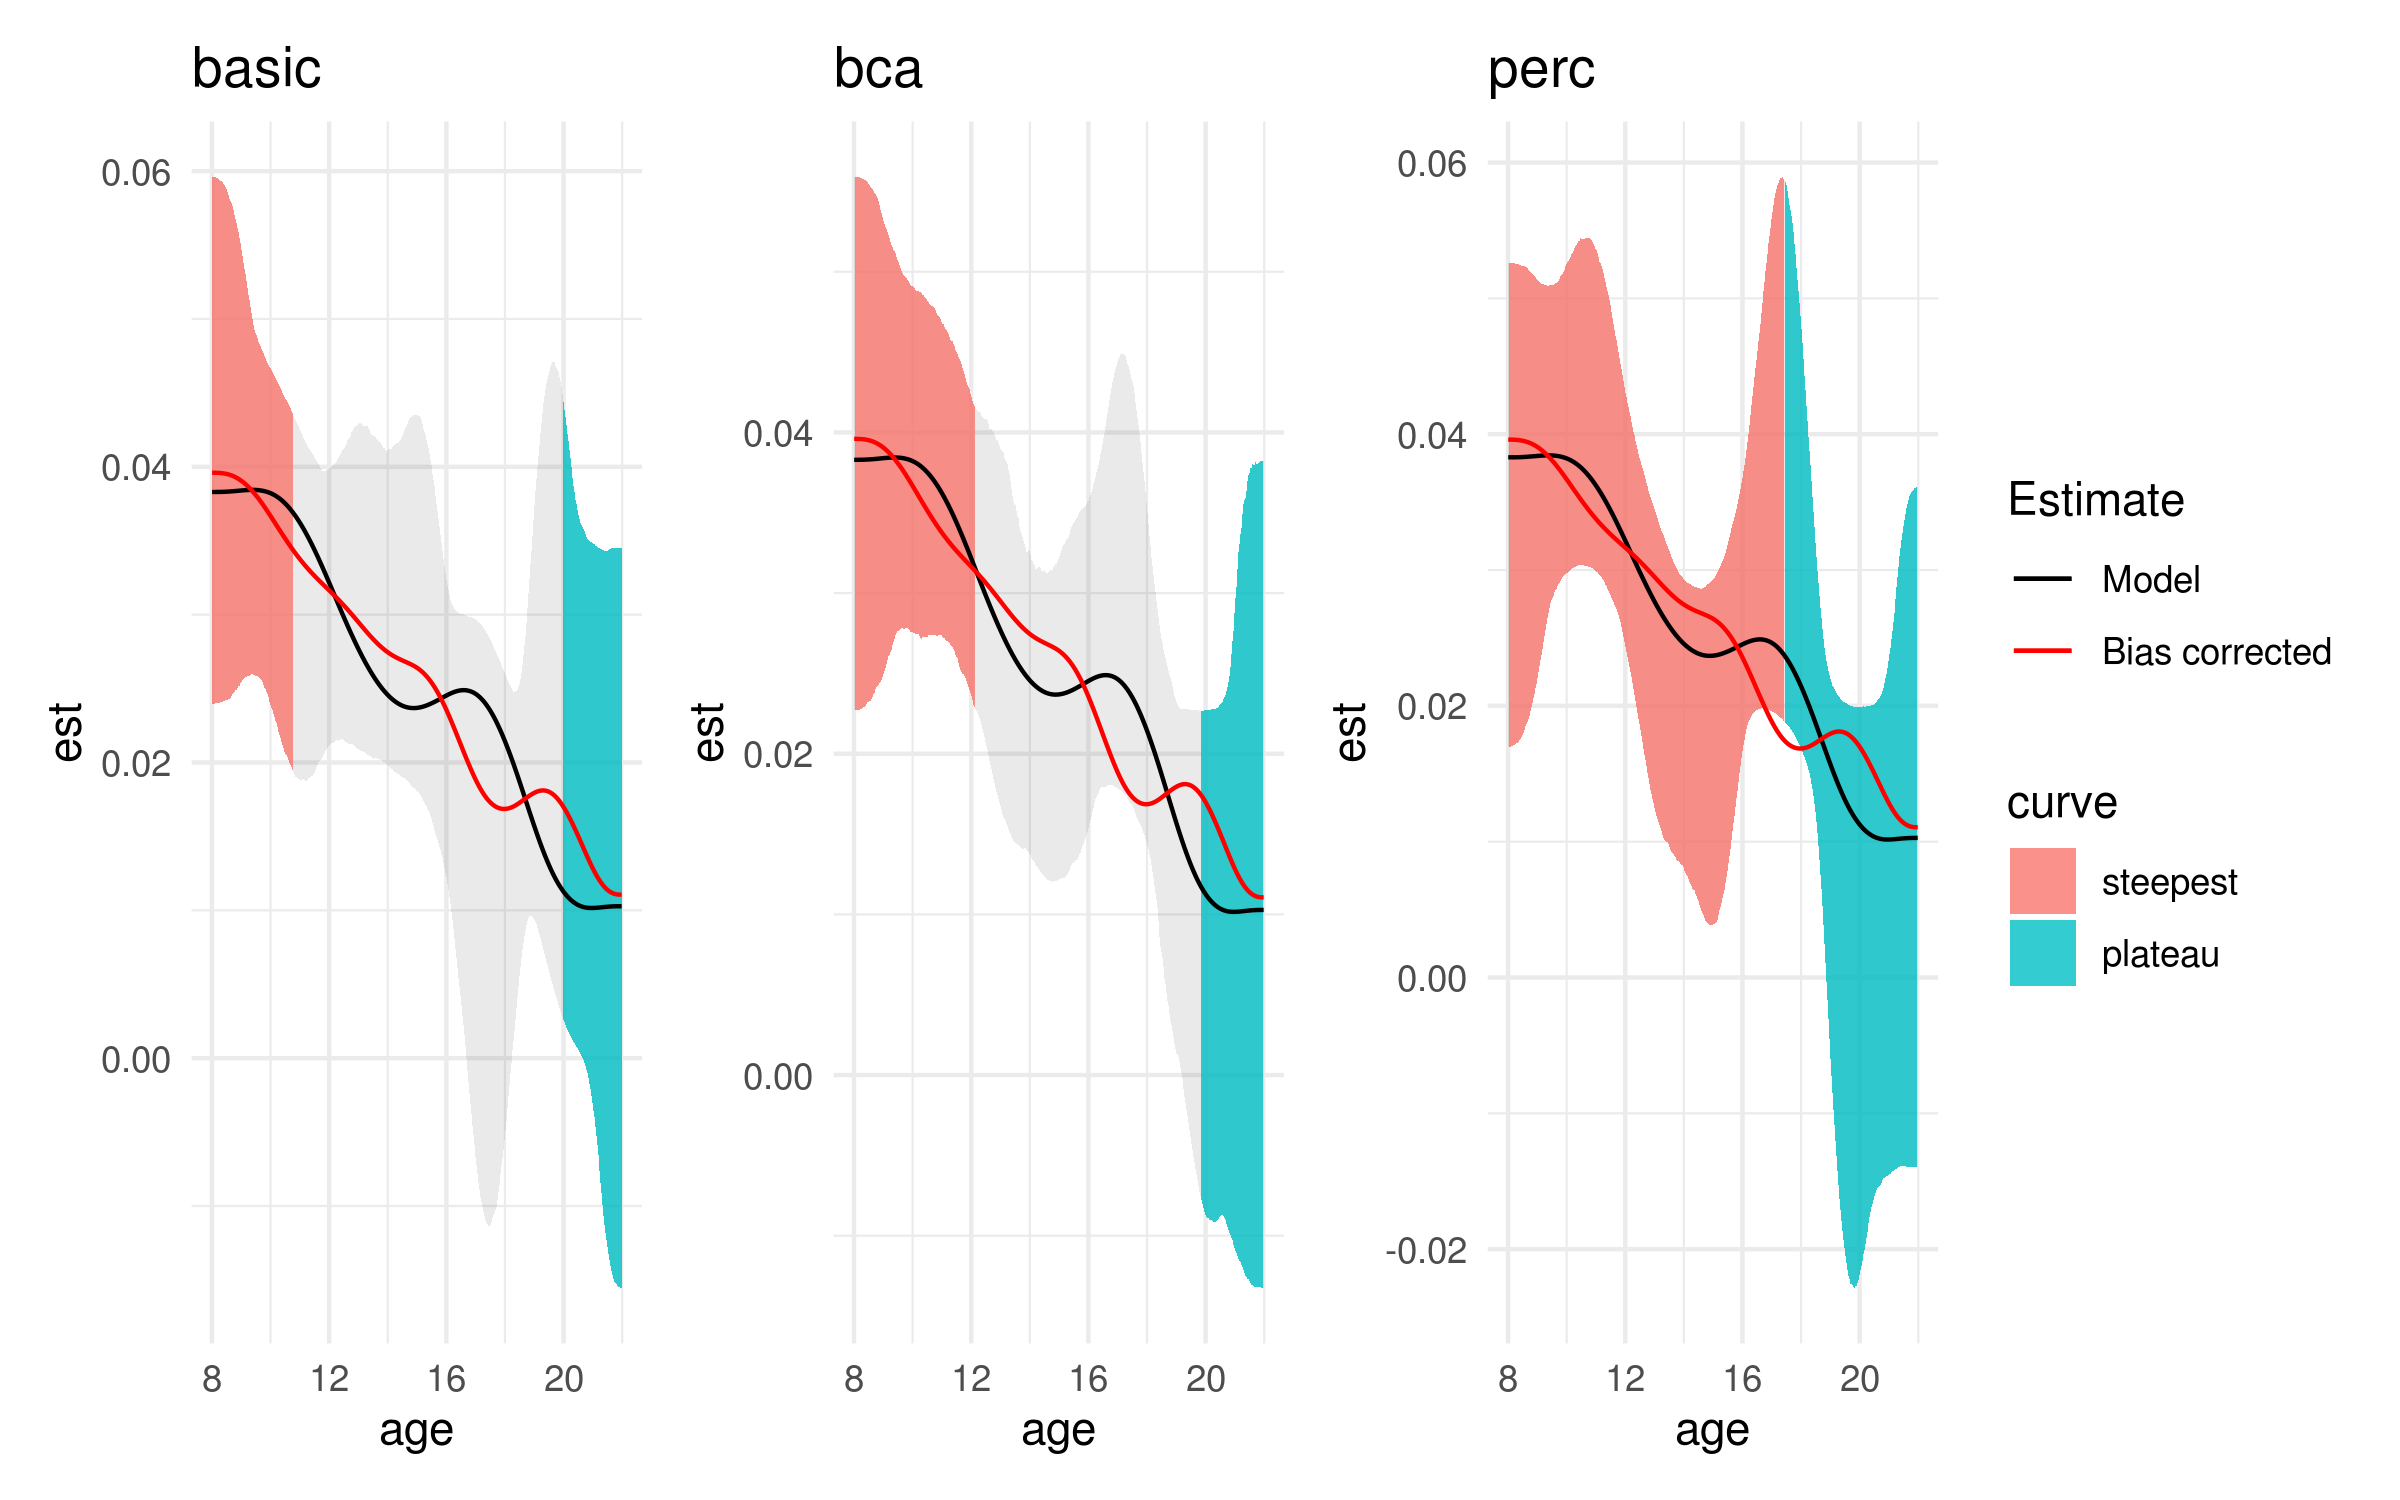 basic
0.06
0.04
0.02
0.00
est
8 12 16 20
age
bca
0.04
0.02
0.00
est
8 12 16 20
age
perc
0.06
0.04
0.02
0.00
-0.02
est
8 12 16 20
age
Estimate
Model
Bias corrected
curve
steepest
plateau